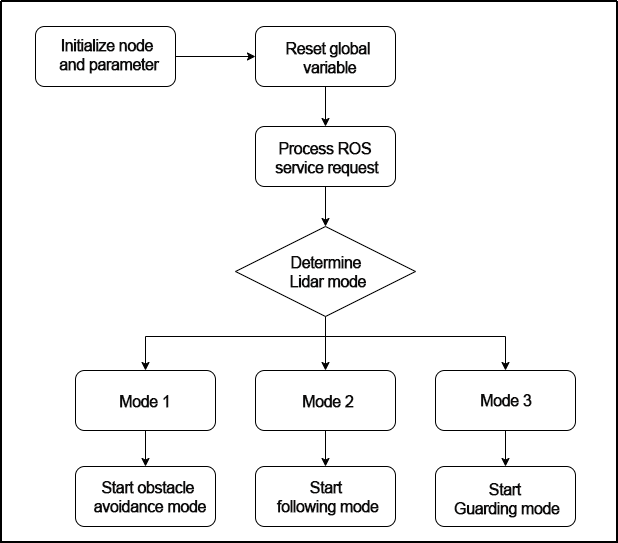 Initialize node
and parameter
Reset global
variable
Process ROS
service request
Determine
Lidar mode
Mode 1
Mode 2
Mode 3
Start obstacle
avoidance mode
Start
following mode
Start
Guarding mode